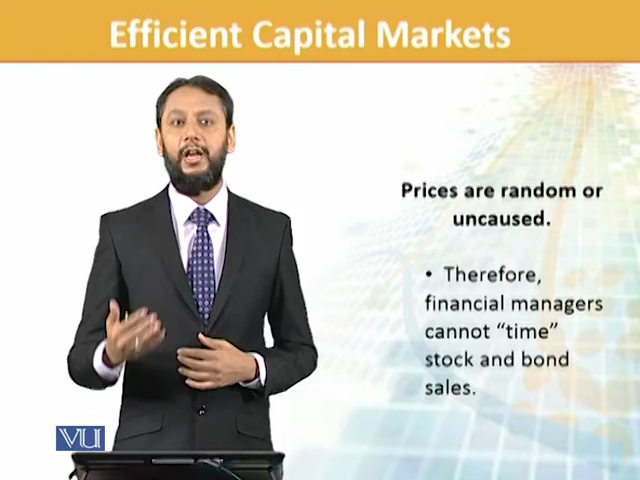 Efficient Capital Markets
Prices are random or
uncaused.
• Therefore,
financial managers
cannot “time”
stock and bond
sales.
VU